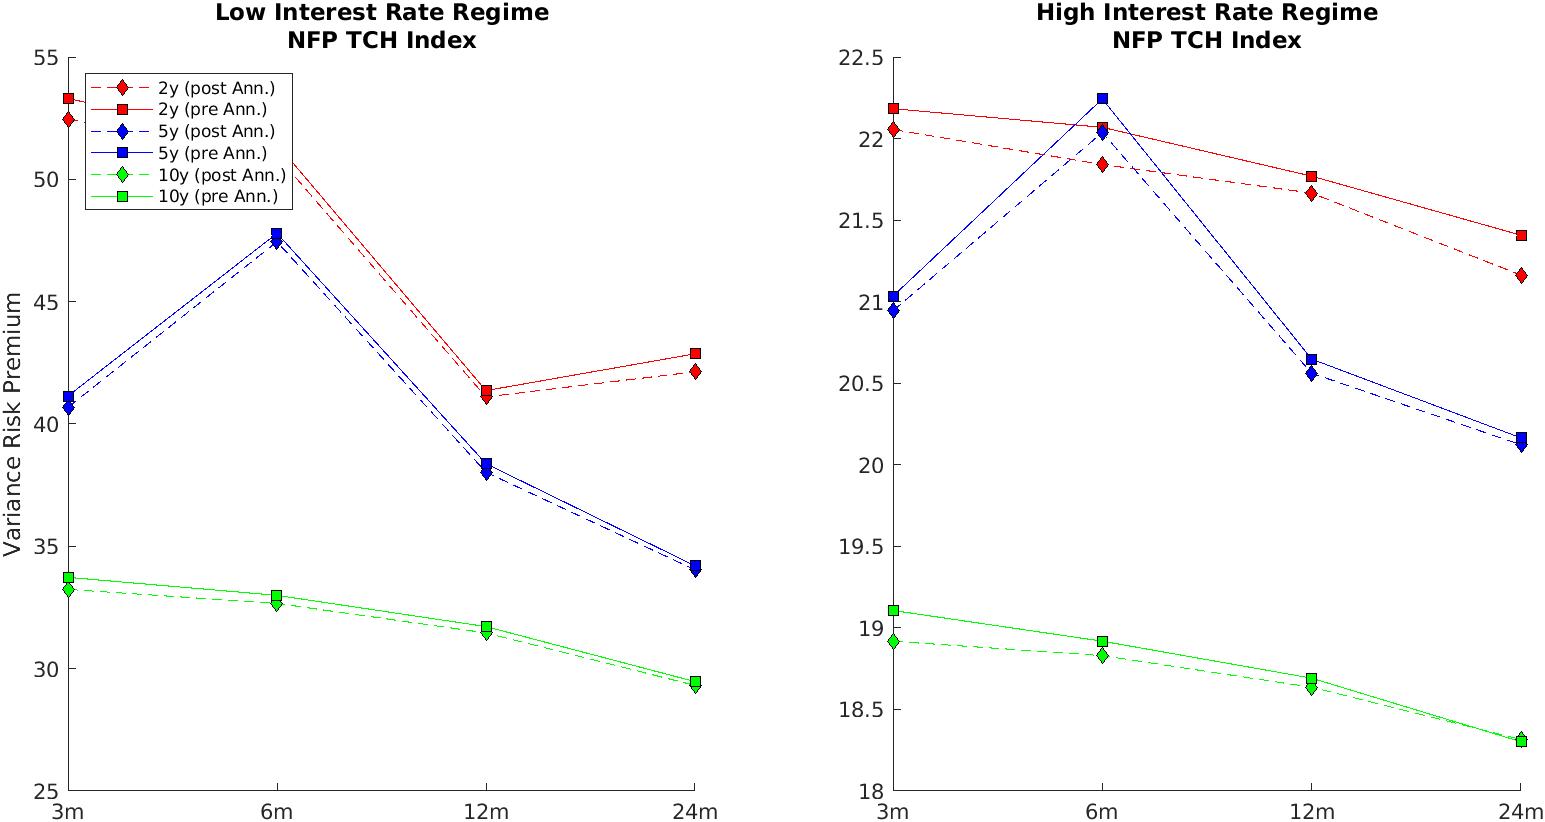 Low Interest Rate Regime
NFP TCH Index
High Interest Rate Regime
NFP TCH Index
Variance Risk Premium
55
50
45
40
35
30
25
3m
6m
12m
24m
2y (post Ann.)
2y (pre Ann.)
5y (post Ann.)
5y (pre Ann.)
10y (post Ann.)
10y (pre Ann.)
22.5
22
21.5
21
20.5
20
19.5
19
18.5
18
3m
6m
12m
24m